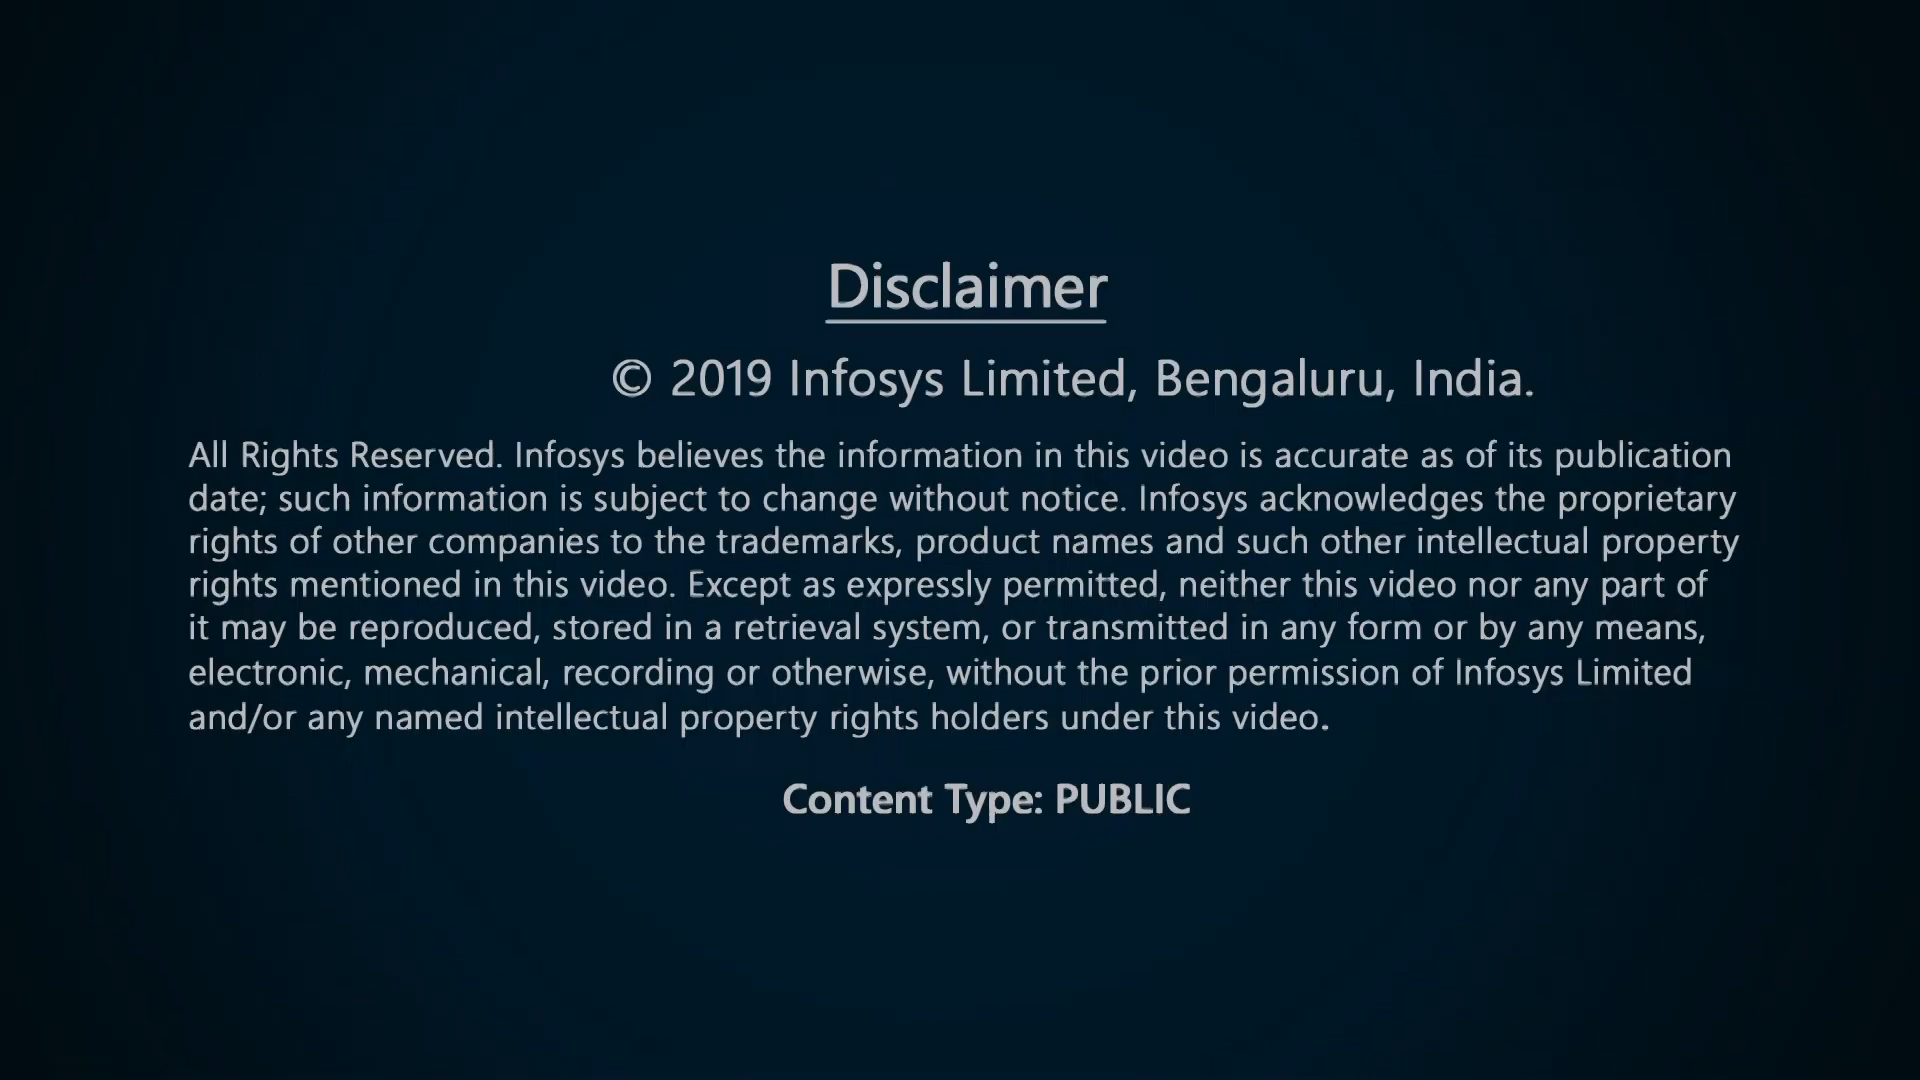 Disclaimer
© 2019 Infosys Limited, Bengaluru, India.
All Rights Reserved. Infosys believes the information in this video is accurate as of its publication
date; such information is subject to change without notice. Infosys acknowledges the proprietary
rights of other companies to the trademarks, product names and such other intellectual property
rights mentioned in this video. Except as expressly permitted, neither this video nor any part of
it may be reproduced, stored in a retrieval system, or transmitted in any form or by any means,
electronic, mechanical, recording or otherwise, without the prior permission of Infosys Limited
and/or any named intellectual property rights holders under this video.
Content Type: PUBLIC